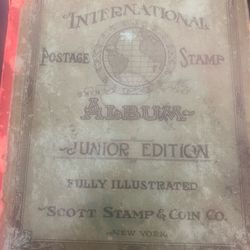 INTERNATIONAL
POSTAGE STAMP
ALBUM
JUNIOR EDITION
FULLY ILLUSTRATED
SCOTT STAMP & COIN CO.
NEW YORK